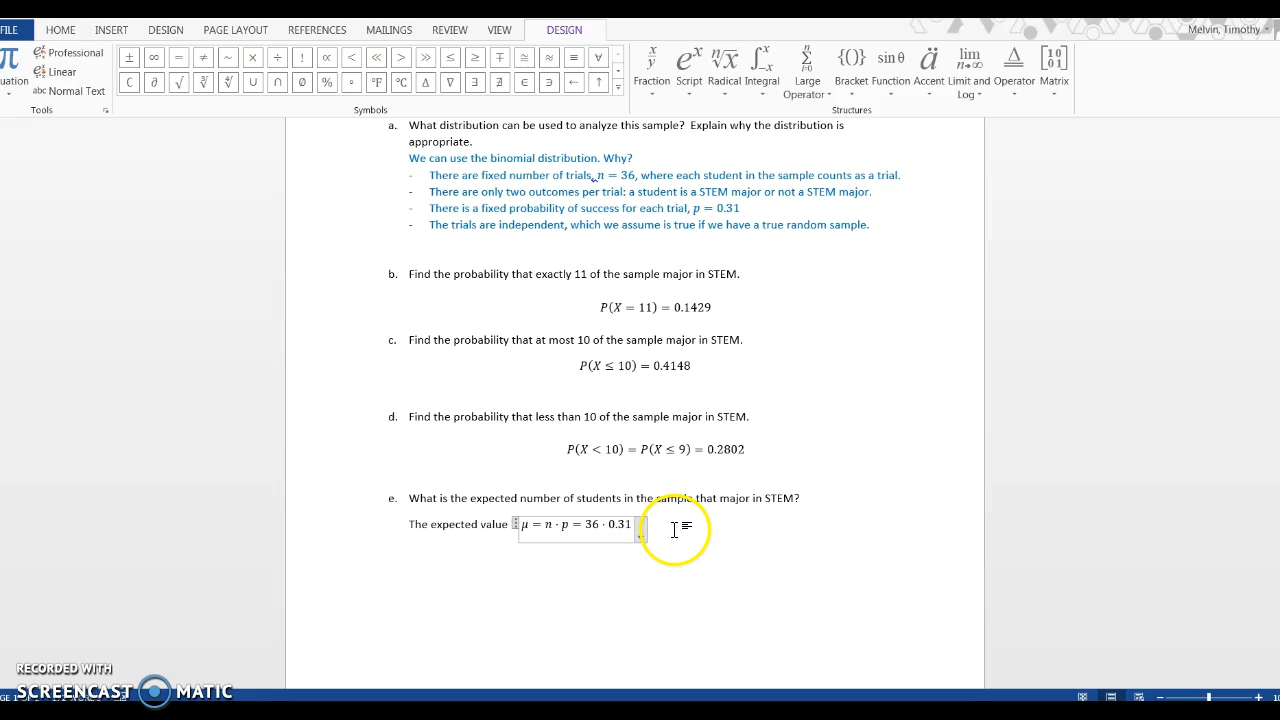 FILE HOME INSERT DESIGN PAGE LAYOUT REFERENCES MAILINGS REVIEW VIEW DESIGN Melvin, Timothy
π Professional ± ∞ = ≠ ~ × ÷ ! ∝ < ≪ > ≫ ≤ ≥ ∓ ≅ ≈ ≡ ∀
Linear
uation abc Normal Text ∁ ∂ √ ∛ ∜ ∪ ∩ ∅ % ° °F °C ∆ ∇ ∃ ∄ ∈ ∋ ← ↑
Fraction Script Radical Integral Large Operator Bracket Function Accent Limit and Log Operator Matrix
Tools Symbols Structures
a. What distribution can be used to analyze this sample? Explain why the distribution is
appropriate.
We can use the binomial distribution. Why?
- There are fixed number of trials, n = 36, where each student in the sample counts as a trial.
- There are only two outcomes per trial: a student is a STEM major or not a STEM major.
- There is a fixed probability of success for each trial, p = 0.31
- The trials are independent, which we assume is true if we have a true random sample.
b. Find the probability that exactly 11 of the sample major in STEM.
P(X = 11) = 0.1429
c. Find the probability that at most 10 of the sample major in STEM.
P(X ≤ 10) = 0.4148
d. Find the probability that less than 10 of the sample major in STEM.
P(X < 10) = P(X ≤ 9) = 0.2802
e. What is the expected number of students in the sample that major in STEM?
The expected value μ = n · p = 36 · 0.31
RECORDED WITH
SCREENCAST MATIC